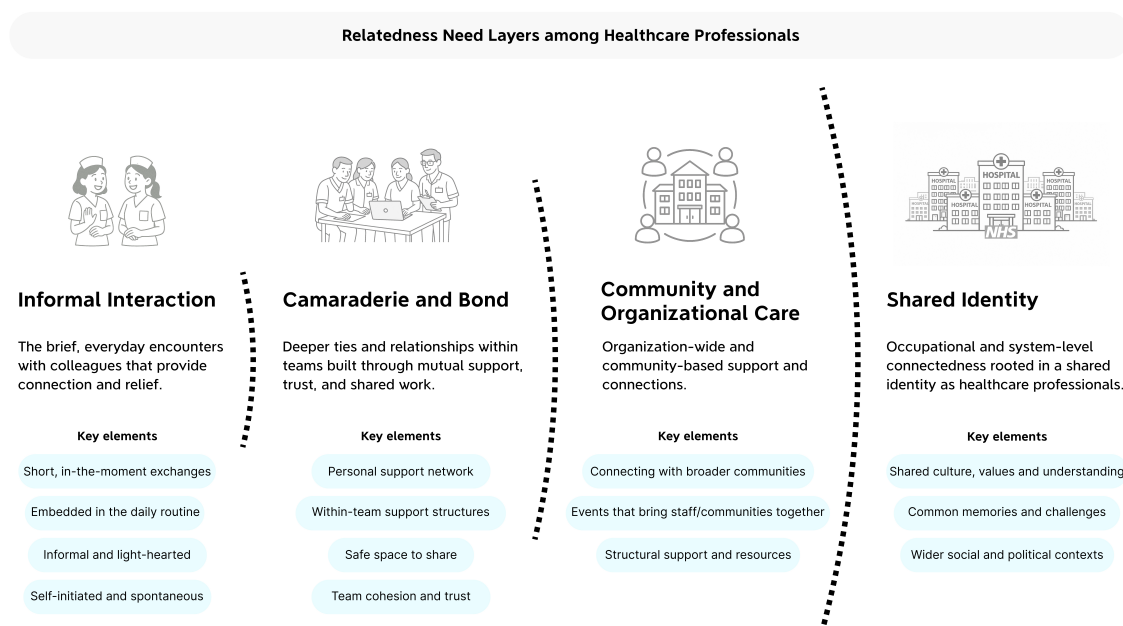 Relatedness Need Layers among Healthcare Professionals
HOSPITAL
HOSPITAL
HOSPITAL
HOSPITAL
HOSPITAL
HOSPITAL
HOSPITAL
NHS
Informal Interaction
The brief, everyday encounters
with colleagues that provide
connection and relief.
Key elements
Short, in-the-moment exchanges
Embedded in the daily routine
Informal and light-hearted
Self-initiated and spontaneous
Camaraderie and Bond
Deeper ties and relationships within
teams built through mutual support,
trust, and shared work.
Key elements
Personal support network
Within-team support structures
Safe space to share
Team cohesion and trust
Community and
Organizational Care
Organization-wide and
community-based support and
connections.
Key elements
Connecting with broader communities
Events that bring staff/communities together
Structural support and resources
Shared Identity
Occupational and system-level
connectedness rooted in a shared
identity as healthcare professionals.
Key elements
Shared culture, values and understanding
Common memories and challenges
Wider social and political contexts